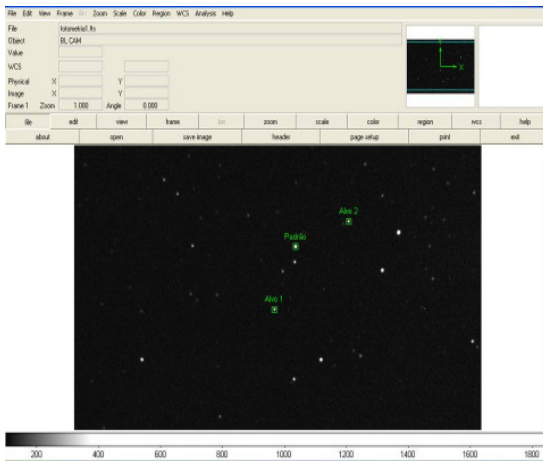 File Edit View Frame Bin Zoom Scale Color Region WCS Analysis Help
File fotometria1.fts
Object BL CAM
Value
WCS
Physical X Y
Image X Y
Frame 1 Zoom 1.000 Angle 0.000
Y
X
file edit view frame bin zoom scale color region wcs help
about open save image header page setup print exit
Alvo 2
Padrão
Alvo 1
200 400 600 800 1000 1200 1400 1600 1800